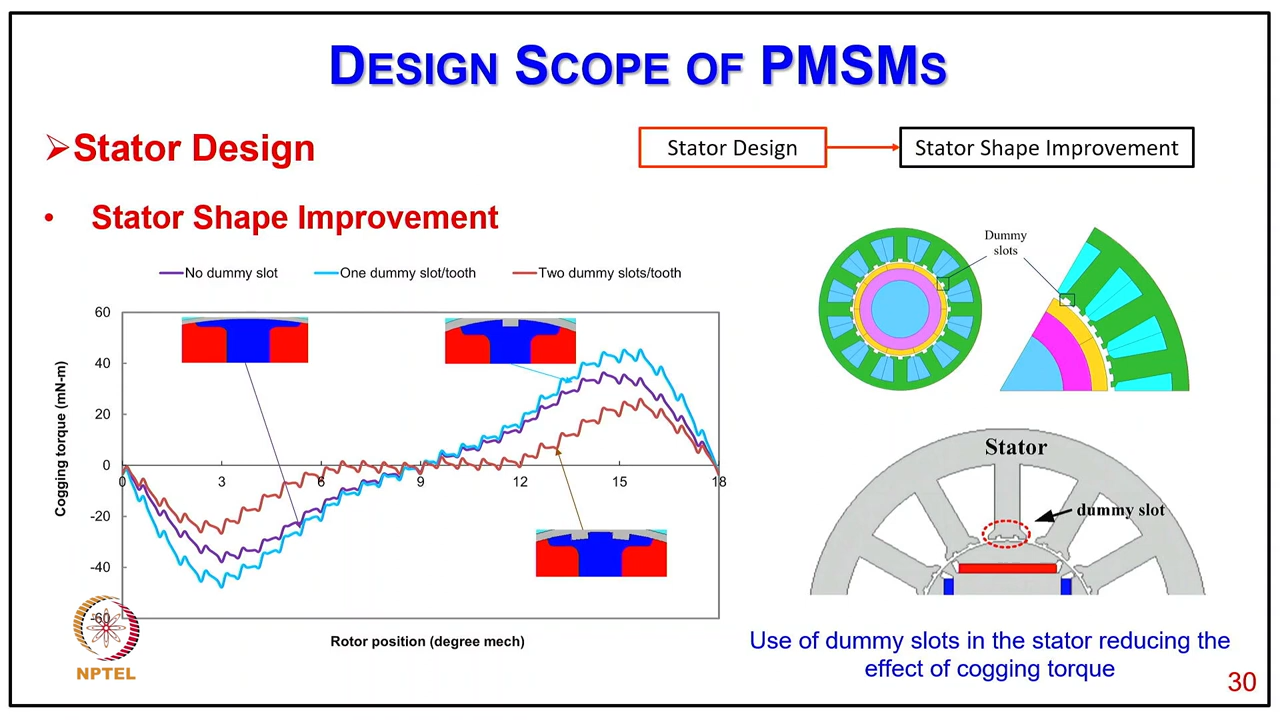 DESIGN SCOPE OF PMSMS
➢Stator Design
Stator Design
Stator Shape Improvement
• Stator Shape Improvement
No dummy slot
One dummy slot/tooth
Two dummy slots/tooth
Cogging torque (mN-m)
60
40
20
0
-20
-40
-60
0
3
6
9
12
15
18
Rotor position (degree mech)
Dummy
slots
Stator
dummy slot
Use of dummy slots in the stator reducing the
effect of cogging torque
NPTEL
30